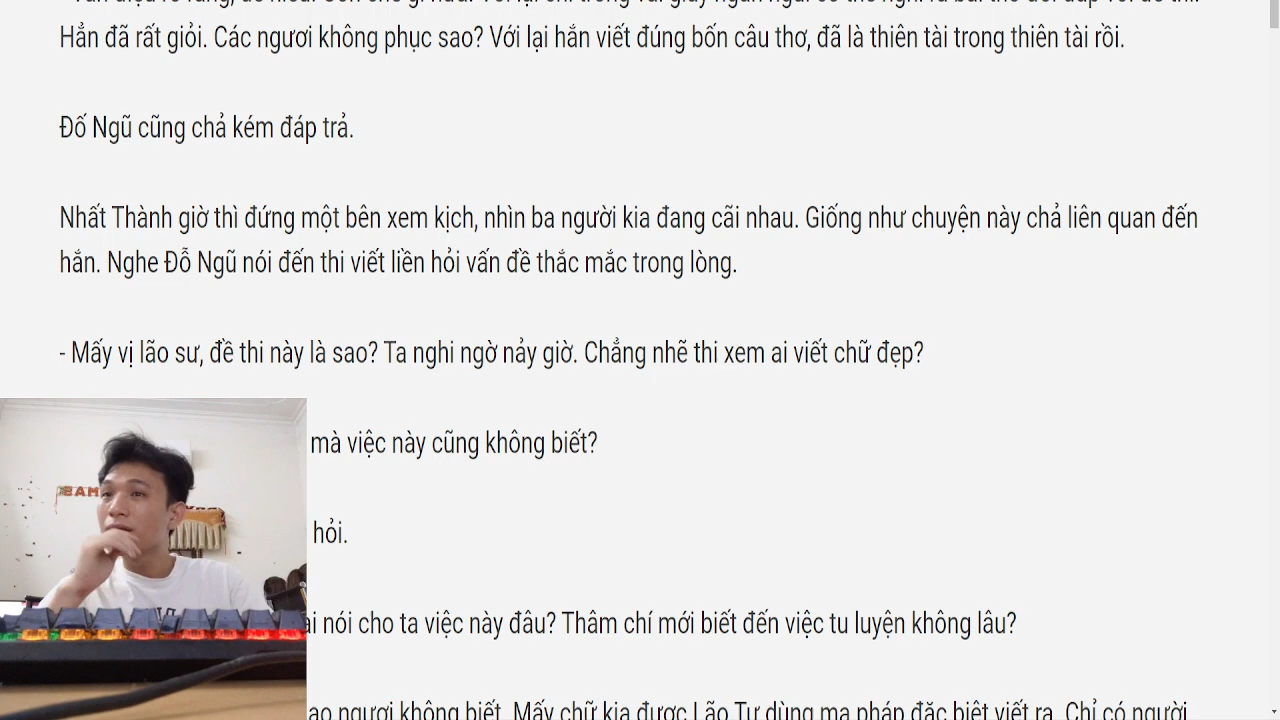 Hắn đã rất giỏi. Các ngươi không phục sao? Với lại hắn viết đúng bốn câu thơ, đã là thiên tài trong thiên tài rồi.
Đố Ngũ cũng chả kém đáp trả.
Nhất Thành giờ thì đứng một bên xem kịch, nhìn ba người kia đang cãi nhau. Giống như chuyện này chả liên quan đến
hắn. Nghe Đỗ Ngũ nói đến thi viết liền hỏi vấn đề thắc mắc trong lòng.
- Mấy vị lão sư, đề thi này là sao? Ta nghi ngờ nảy giờ. Chẳng nhẽ thi xem ai viết chữ đẹp?
mà việc này cũng không biết?
hỏi.
ai nói cho ta việc này đâu? Thâm chí mới biết đến việc tu luyện không lâu?
ngươi không biết. Mấy chữ kia được Lão Tư dùng ma pháp đặc biệt viết ra. Chỉ có người
BAM